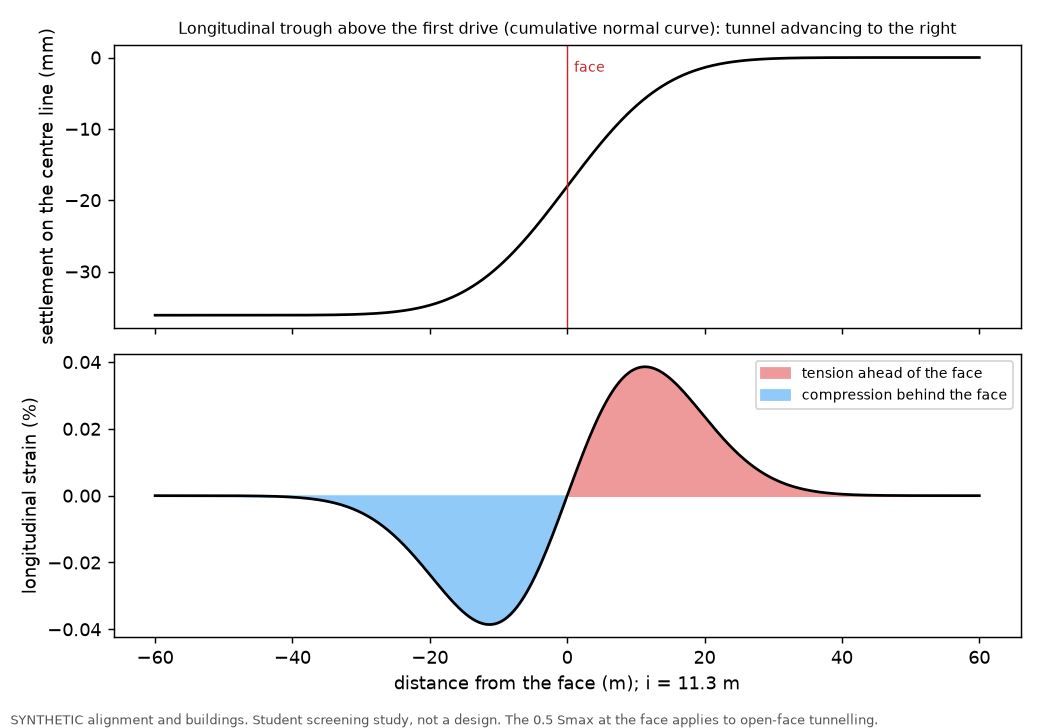 Longitudinal trough above the first drive (cumulative normal curve): tunnel advancing to the right
settlement on the centre line (mm)
0
−10
−20
−30
face
longitudinal strain (%)
0.04
0.02
0.00
−0.02
−0.04
tension ahead of the face
compression behind the face
−60 −40 −20 0 20 40 60
distance from the face (m); i = 11.3 m
SYNTHETIC alignment and buildings. Student screening study, not a design. The 0.5 Smax at the face applies to open-face tunnelling.